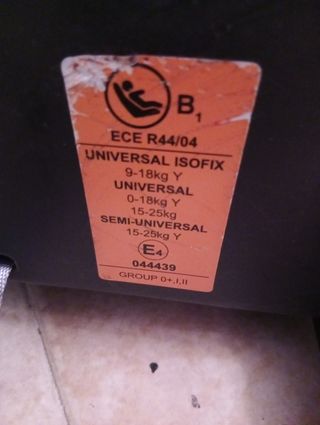 B1
ECE R44/04
UNIVERSAL ISOFIX
9-18kg Y
UNIVERSAL
0-18kg Y
15-25kg
SEMI-UNIVERSAL
15-25kg Y
E4
044439
GROUP 0+,I,II